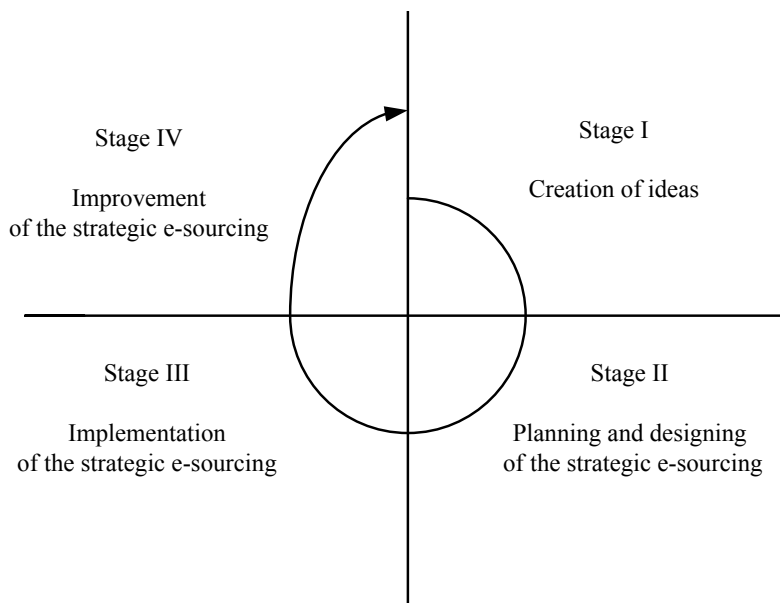 Stage I
Creation of ideas
Stage II
Planning and designing
of the strategic e-sourcing
Stage III
Implementation
of the strategic e-sourcing
Stage IV
Improvement
of the strategic e-sourcing